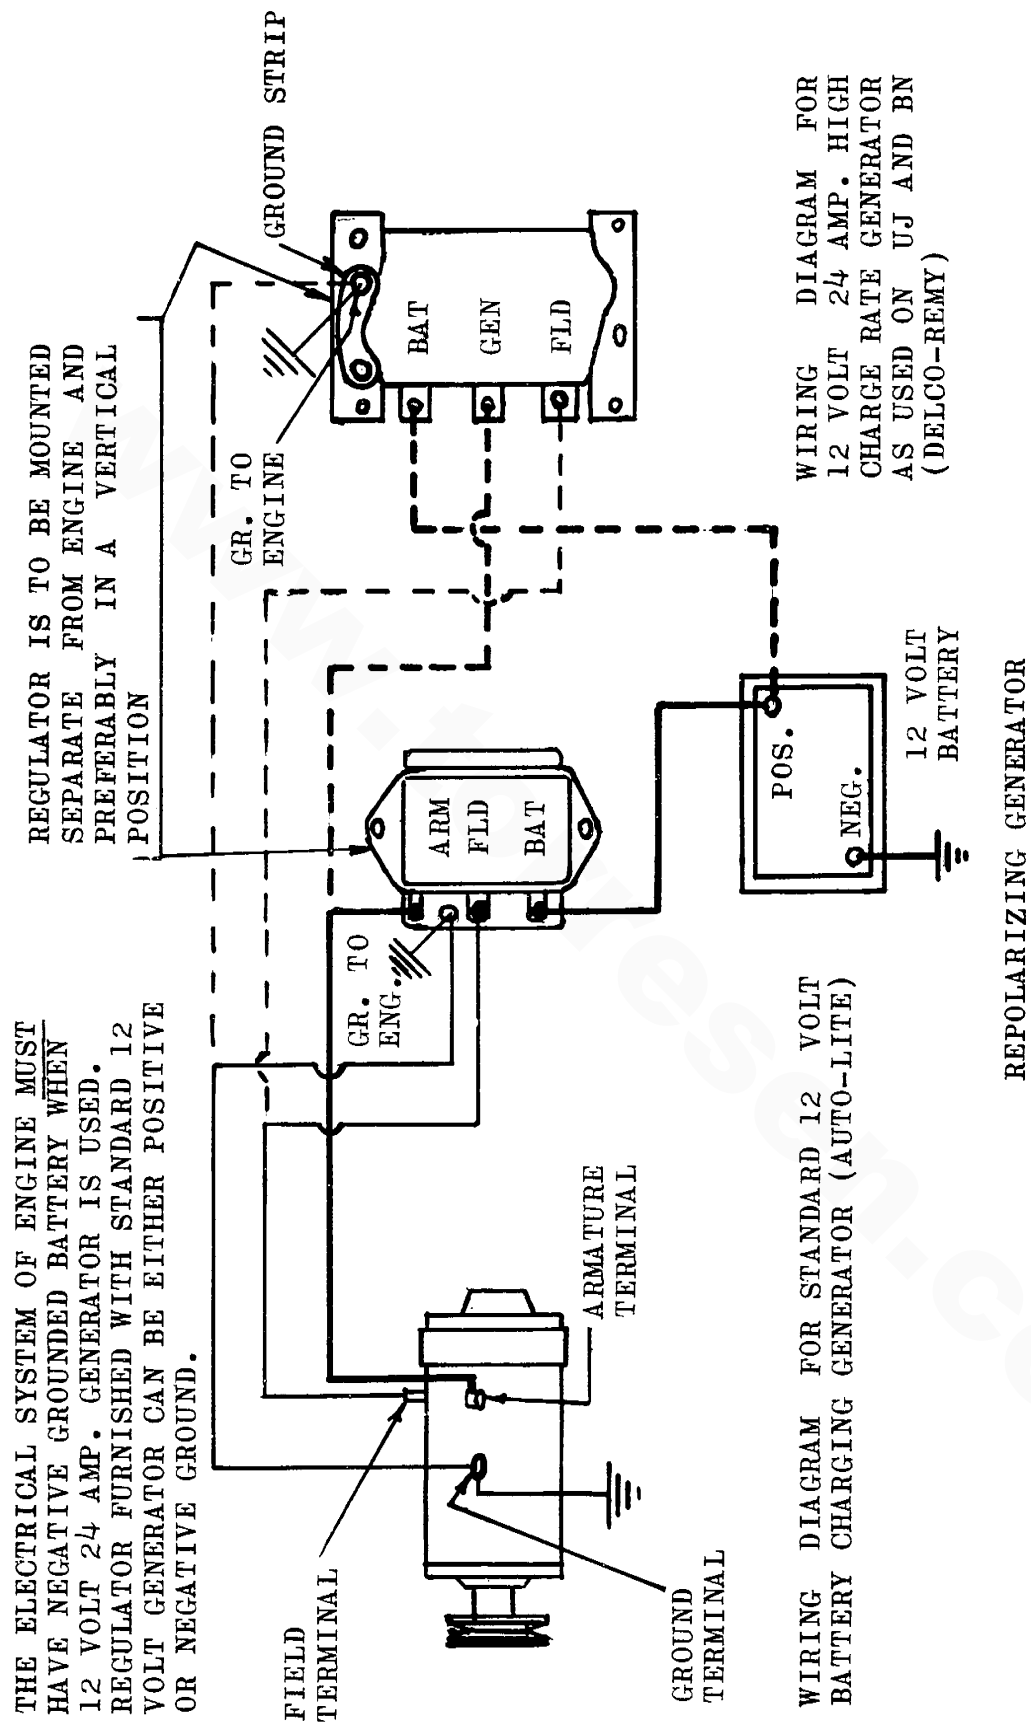 THE ELECTRICAL SYSTEM OF ENGINE MUST
HAVE NEGATIVE GROUNDED BATTERY WHEN
12 VOLT 24 AMP. GENERATOR IS USED.
REGULATOR FURNISHED WITH STANDARD 12
VOLT GENERATOR CAN BE EITHER POSITIVE
OR NEGATIVE GROUND.
REGULATOR IS TO BE MOUNTED
SEPARATE FROM ENGINE AND
PREFERABLY IN A VERTICAL
POSITION
GROUND STRIP
GR. TO
ENGINE
BAT
GEN
FLD
GR. TO
ENG.
ARM
FLD
BAT
FIELD
TERMINAL
ARMATURE
TERMINAL
GROUND
TERMINAL
POS.
NEG.
12 VOLT
BATTERY
WIRING DIAGRAM FOR STANDARD 12 VOLT
BATTERY CHARGING GENERATOR (AUTO-LITE)
WIRING DIAGRAM FOR
12 VOLT 24 AMP. HIGH
CHARGE RATE GENERATOR
AS USED ON UJ AND BN
(DELCO-REMY)
REPOLARIZING GENERATOR